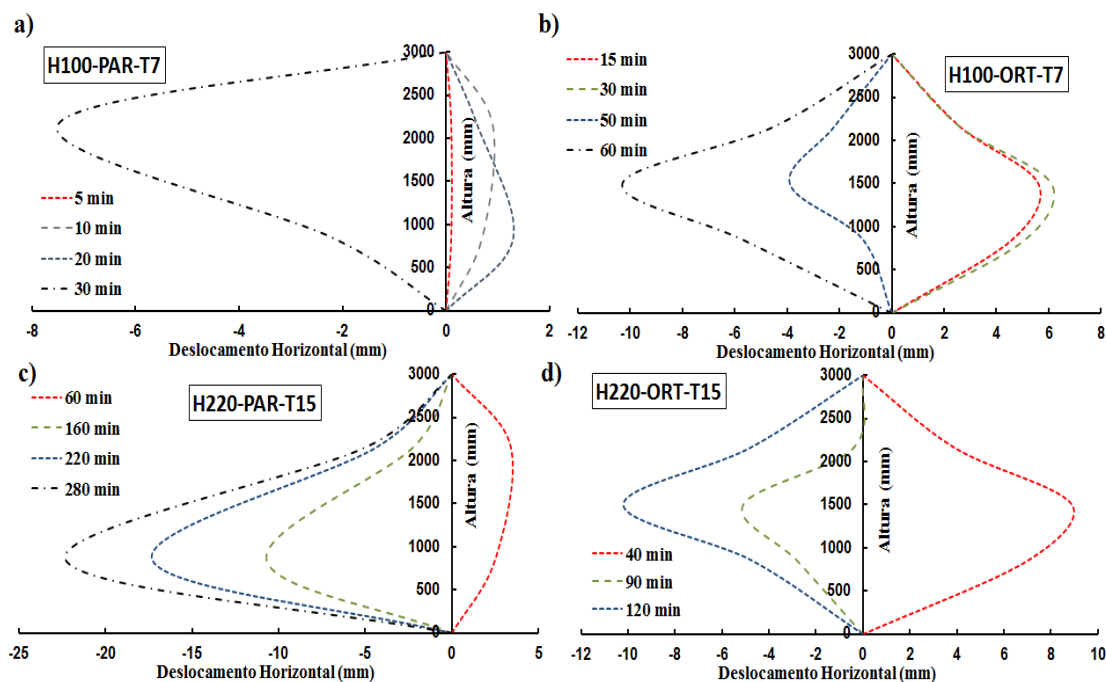 a)
H100-PAR-T7
3000
2500
2000
1500
1000
500
0
Altura (mm)
5 min
10 min
20 min
30 min
-8 -6 -4 -2 0 2
Deslocamento Horizontal (mm)
b)
15 min
30 min
50 min
60 min
H100-ORT-T7
3000
2500
2000
1500
1000
500
0
Altura (mm)
-12 -10 -8 -6 -4 -2 0 2 4 6 8
Deslocamento Horizontal (mm)
c)
60 min
160 min
220 min
280 min
H220-PAR-T15
3000
2500
2000
1500
1000
500
0
Altura (mm)
-25 -20 -15 -10 -5 0 5
Deslocamento Horizontal (mm)
d)
H220-ORT-T15
3000
2500
2000
1500
1000
500
0
Altura (mm)
40 min
90 min
120 min
-12 -10 -8 -6 -4 -2 0 2 4 6 8 10
Deslocamento Horizontal (mm)